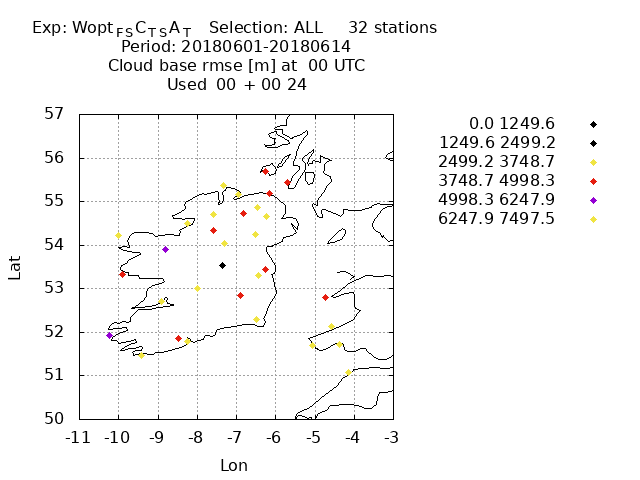 Exp: Wopt_FS C_TS A_T Selection: ALL 32 stations
Period: 20180601-20180614
Cloud base rmse [m] at 00 UTC
Used 00 + 00 24
57
56
55
54
53
52
51
50
-11 -10 -9 -8 -7 -6 -5 -4 -3
Lat
Lon
0.0 1249.6
1249.6 2499.2
2499.2 3748.7
3748.7 4998.3
4998.3 6247.9
6247.9 7497.5